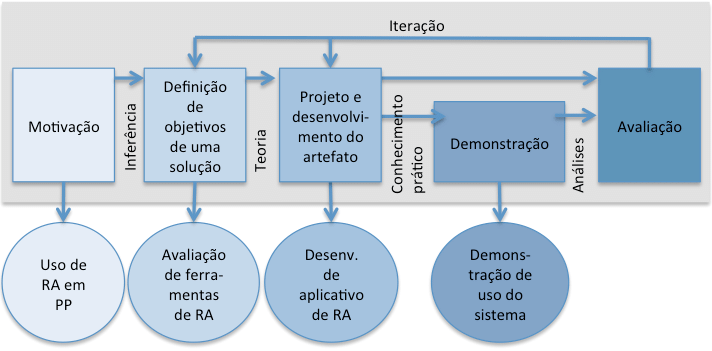 Iteração
Motivação
Inferência
Definição
de
objetivos
de uma
solução
Teoria
Projeto e
desenvolvi-
mento do
artefato
Conhecimento
prático
Demonstração
Análises
Avaliação
Uso de
RA em
PP
Avaliação
de ferra-
mentas
de RA
Desenv.
de
aplicativo
de RA
Demons-
tração de
uso do
sistema